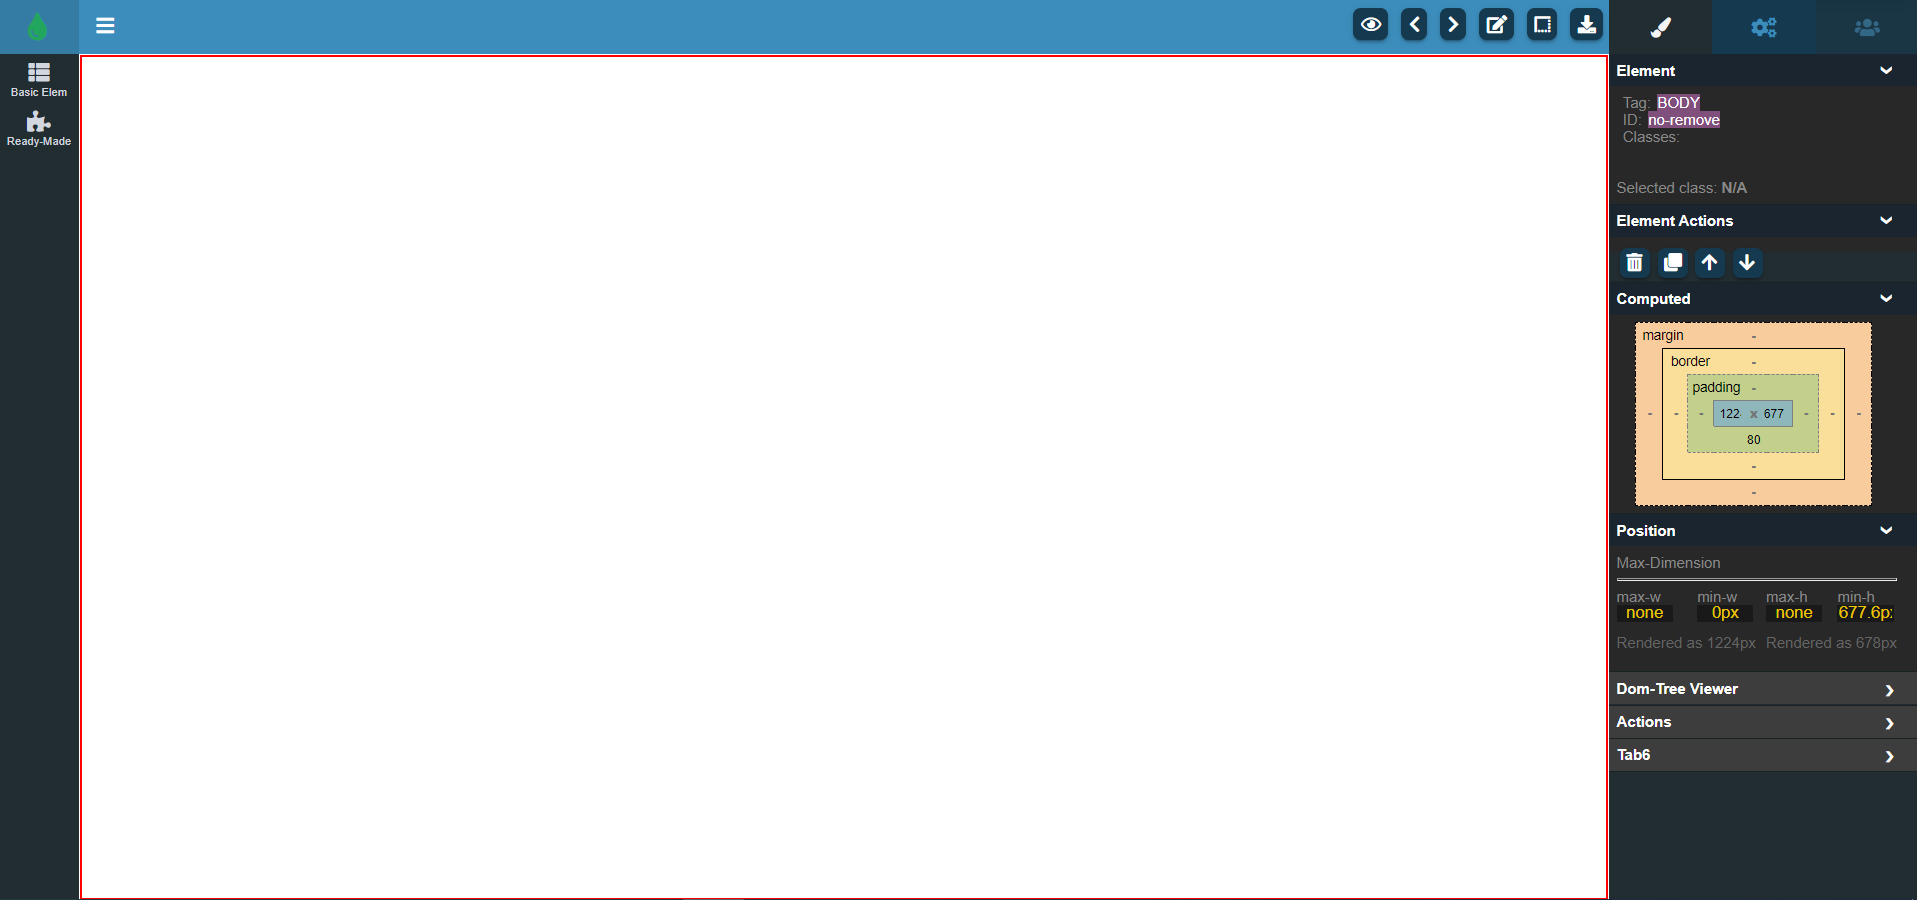 Basic Elem
Ready-Made
Element
Tag: BODY
ID: no-remove
Classes:
Selected class: N/A
Element Actions
Computed
margin -
border -
padding -
- - - 122 x 677 - - -
80
-
-
Position
Max-Dimension
max-w min-w max-h min-h
none 0px none 677.6p
Rendered as 1224px Rendered as 678px
Dom-Tree Viewer
Actions
Tab6